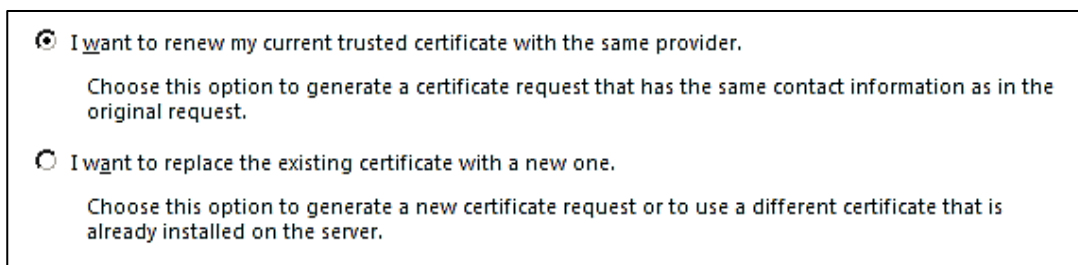 I want to renew my current trusted certificate with the same provider.
Choose this option to generate a certificate request that has the same contact information as in the
original request.
I want to replace the existing certificate with a new one.
Choose this option to generate a new certificate request or to use a different certificate that is
already installed on the server.